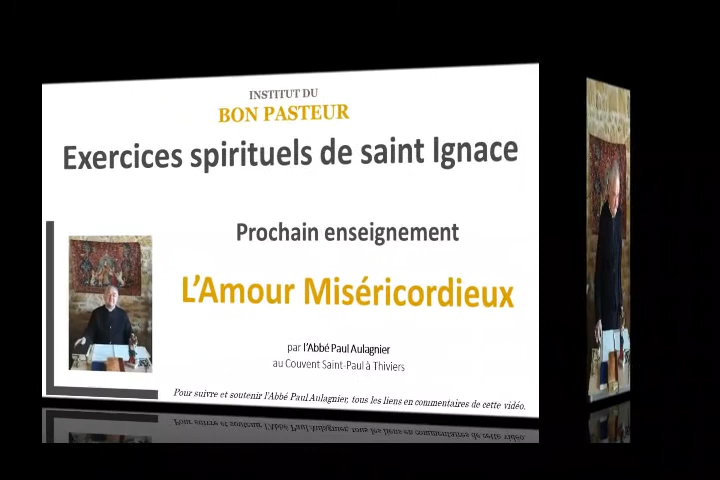 INSTITUT DU
BON PASTEUR
Exercices spirituels de saint Ignace
Prochain enseignement
L'Amour Miséricordieux
par l'Abbé Paul Aulagnier
au Couvent Saint-Paul à Thiviers
Pour suivre et soutenir l'Abbé Paul Aulagnier, tous les liens en commentaires de cette vidéo.